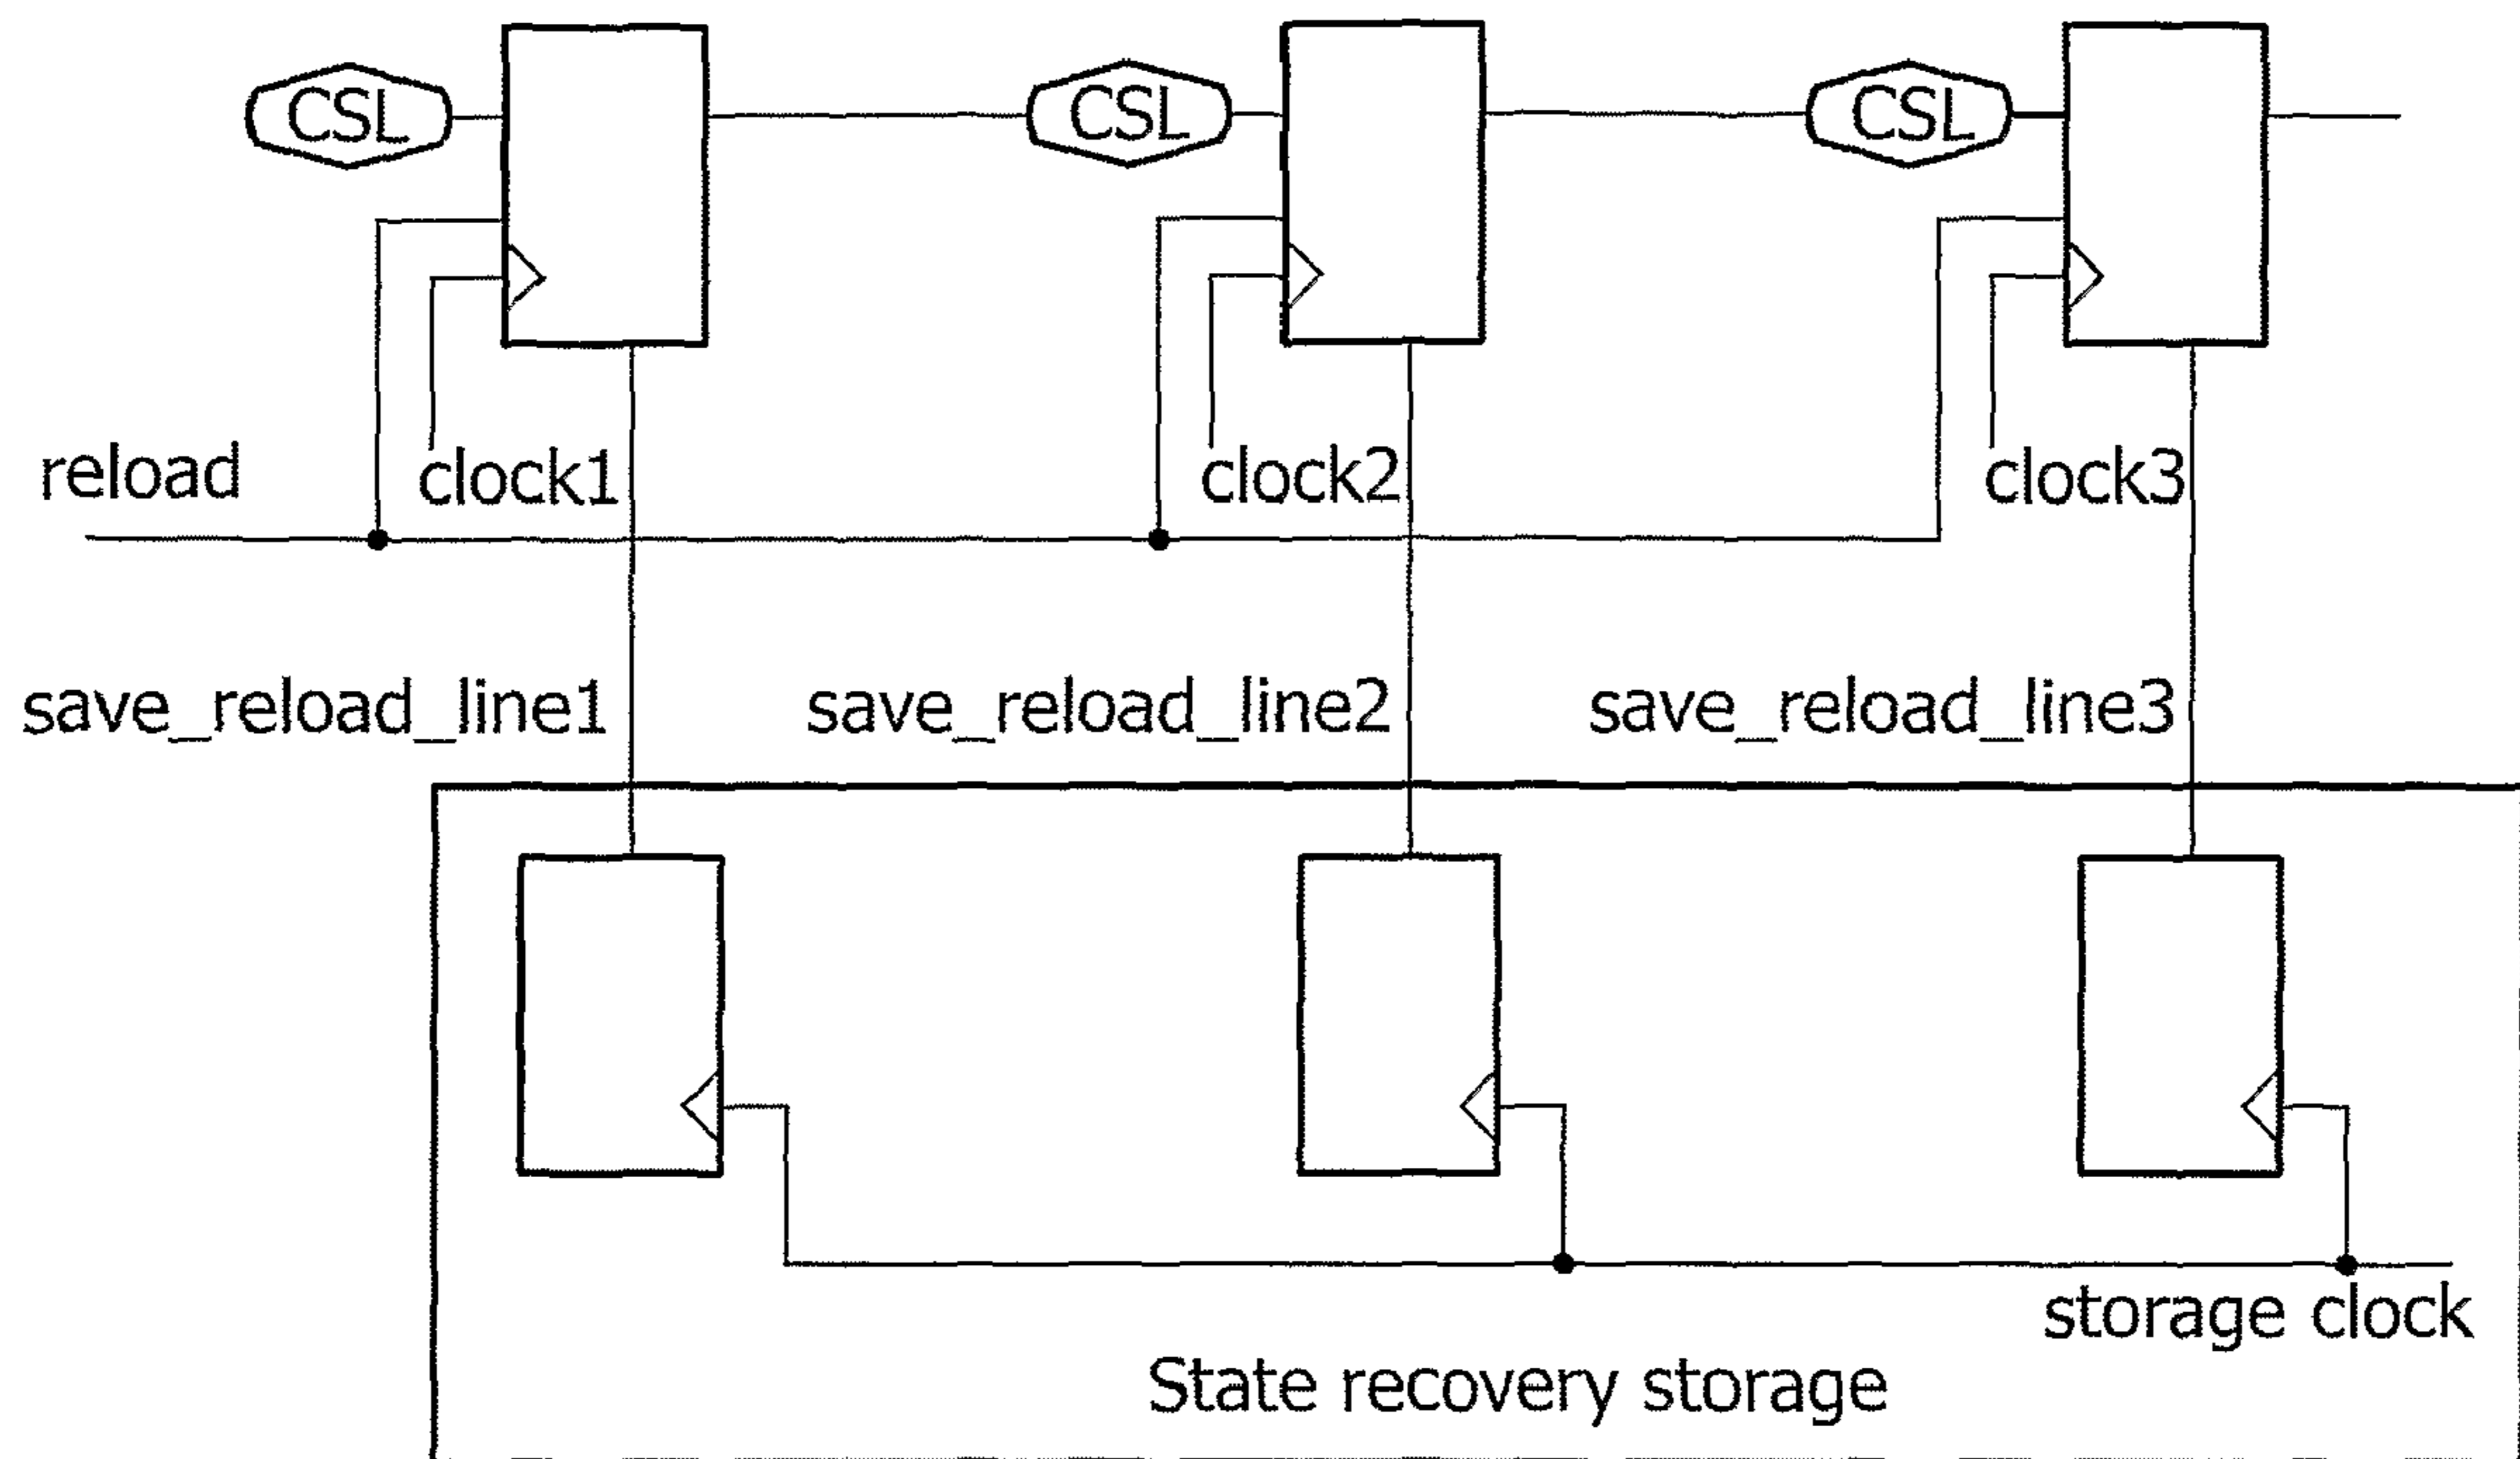 CSL CSL CSL
reload clock1 clock2 clock3
save_reload_line1 save_reload_line2 save_reload_line3
storage clock
State recovery storage